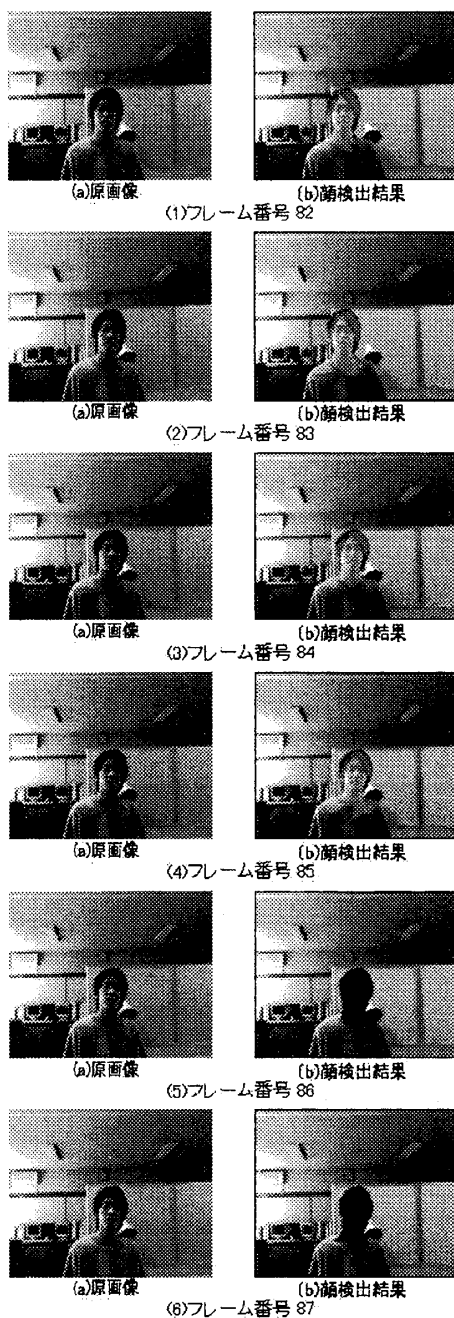 (a)原画像 (b)顔検出結果
(1)フレーム番号 82
(a)原画像 (b)顔検出結果
(2)フレーム番号 83
(a)原画像 (b)顔検出結果
(3)フレーム番号 84
(a)原画像 (b)顔検出結果
(4)フレーム番号 85
(a)原画像 (b)顔検出結果
(5)フレーム番号 86
(a)原画像 (b)顔検出結果
(6)フレーム番号 87